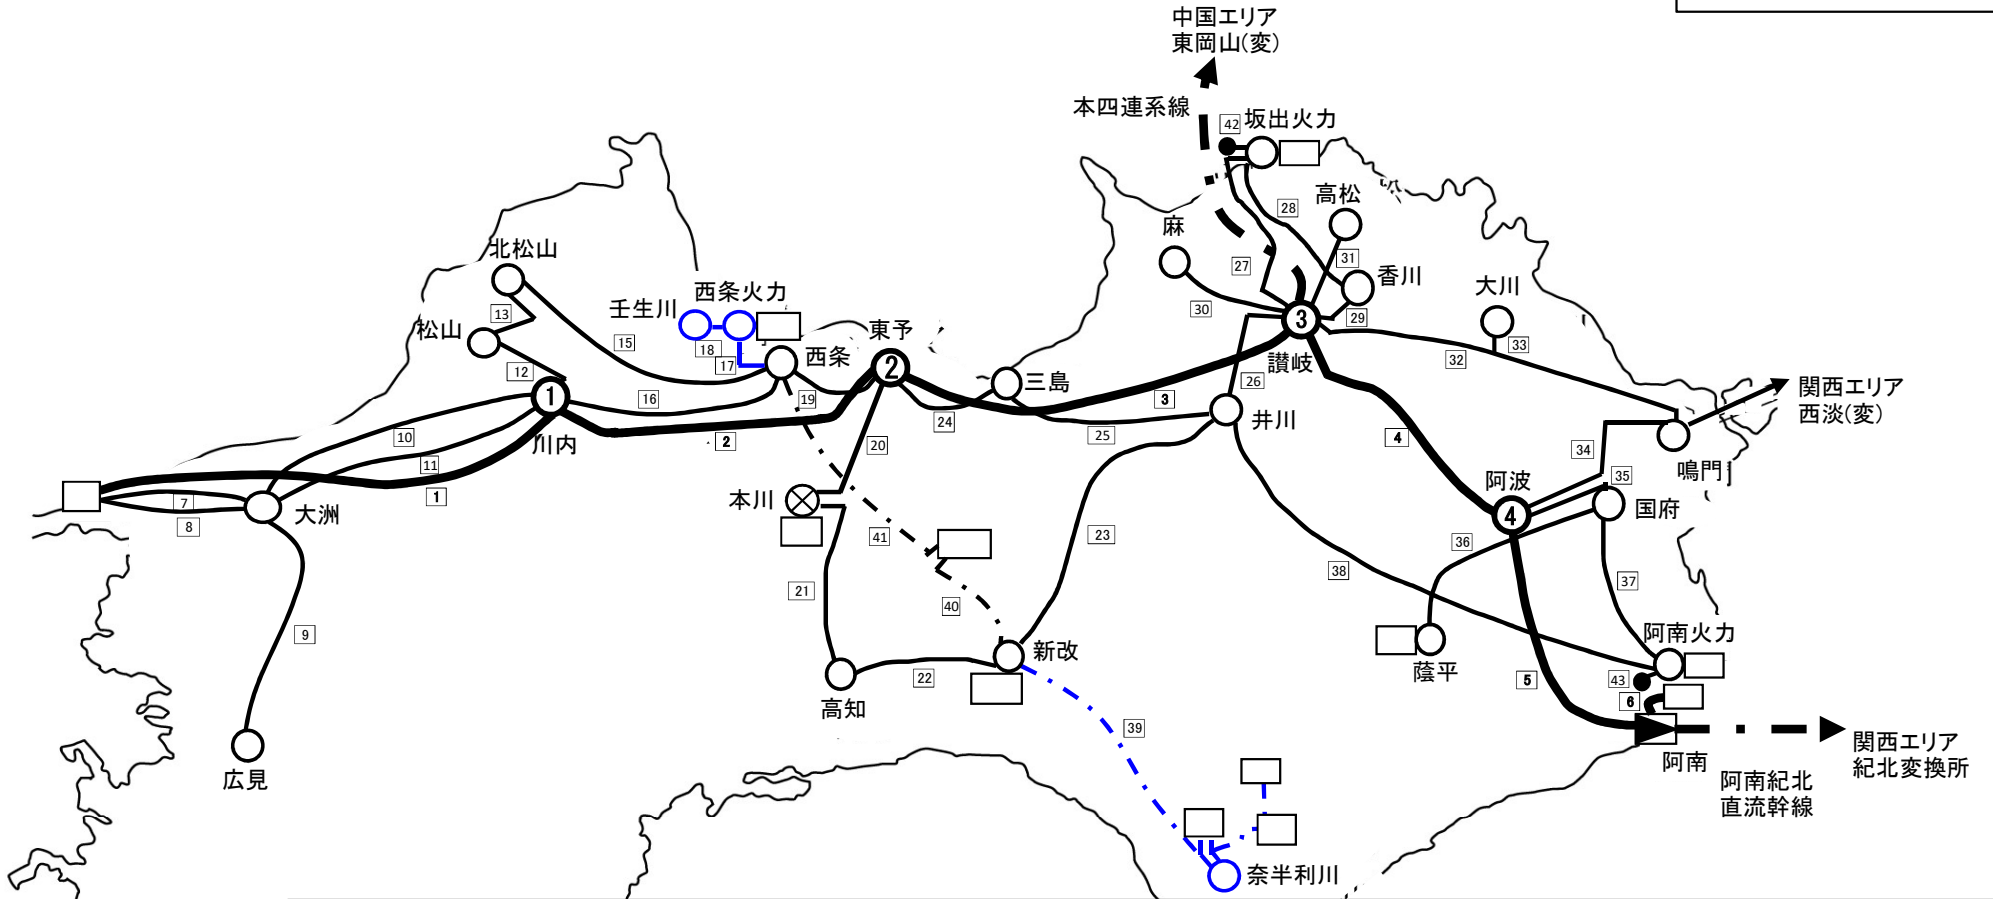 中国エリア
東岡山(変)
本四連系線
42
坂出火力
28
高松
麻
27
31
香川
30
29
大川
3
讃岐
33
32
北松山
13
松山
12
15
壬生川
西条火力
18
17
西条
東予
2
19
三島
24
1
川内
16
2
10
11
1
7
8
大洲
9
広見
20
本川
41
21
40
高知
22
新改
23
25
26
井川
3
4
38
関西エリア
西淡(変)
34
35
鳴門
阿波
4
国府
36
37
蔭平
阿南火力
43
6
5
阿南
阿南紀北
直流幹線
関西エリア
紀北変換所
39
奈半利川